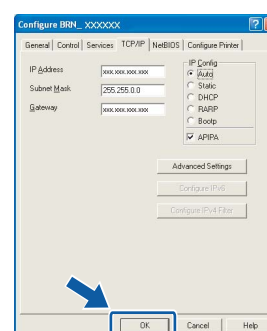 Configure BRN_ XXXXXX
General Control Services TCP/IP NetBIOS Configure Printer
IP Address xxx.xxx.xxx.xxx
Subnet Mask 255.255.0.0
Gateway xxx.xxx.xxx.xxx
IP Config
Auto
Static
DHCP
RARP
Bootp
APIPA
Advanced Settings
Configure IPv6
Configure IPv4 Filter
OK Cancel Help